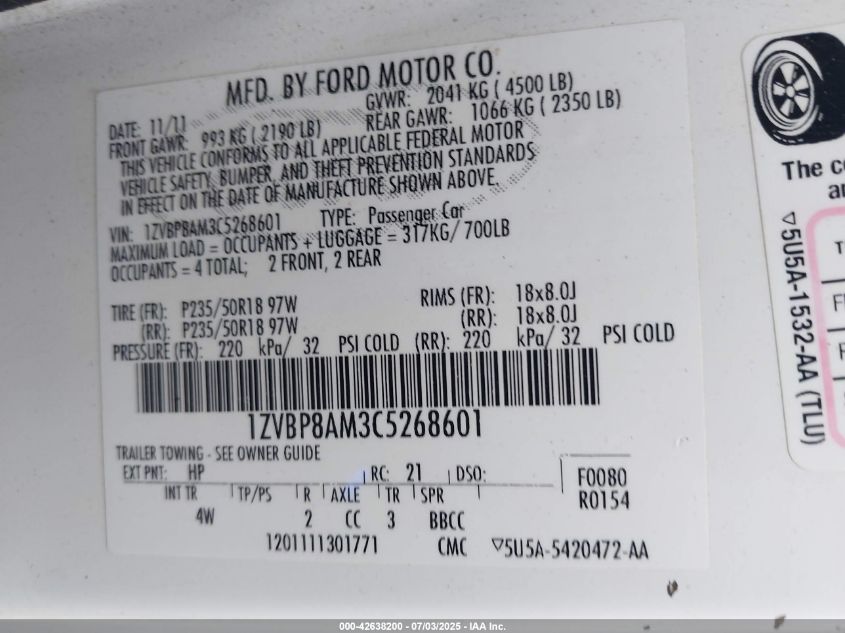 MFD. BY FORD MOTOR CO.
DATE: 11/11 GVWR: 2041 KG ( 4500 LB)
FRONT GAWR: 993 KG ( 2190 LB) REAR GAWR: 1066 KG ( 2350 LB)
THIS VEHICLE CONFORMS TO ALL APPLICABLE FEDERAL MOTOR
VEHICLE SAFETY, BUMPER, AND THEFT PREVENTION STANDARDS
IN EFFECT ON THE DATE OF MANUFACTURE SHOWN ABOVE.
VIN: 1ZVBP8AM3C5268601 TYPE: Passenger Car
MAXIMUM LOAD = OCCUPANTS + LUGGAGE = 317KG/ 700LB
OCCUPANTS = 4 TOTAL; 2 FRONT, 2 REAR
TIRE (FR): P235/50R18 97W RIMS (FR): 18x8.0J
(RR): P235/50R18 97W (RR): 18x8.0J
PRESSURE (FR): 220 kPa/ 32 PSI COLD (RR): 220 kPa/ 32 PSI COLD
1ZVBP8AM3C5268601
TRAILER TOWING - SEE OWNER GUIDE
EXT PNT: HP RC: 21 DSO: F0080
INT TR TP/PS R AXLE TR SPR R0154
4W 2 CC 3 BBCC
1201111301771 CMC ▽5U5A-5420472-AA
The
▽5U5A-1532-AA (TLU)
000-42638200 - 07/03/2025 - IAA Inc.